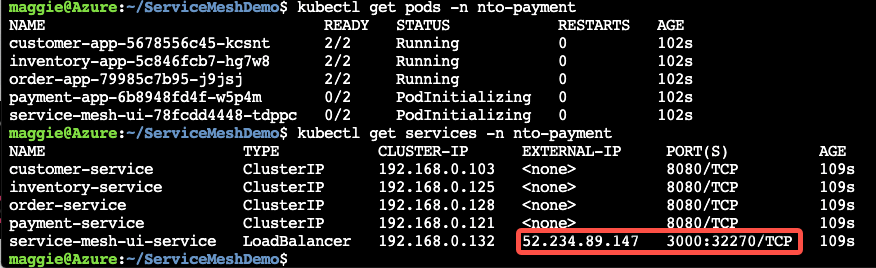 maggie@Azure:~/ServiceMeshDemo$ kubectl get pods -n nto-payment
NAME READY STATUS RESTARTS AGE
customer-app-5678556c45-kcsnt 2/2 Running 0 102s
inventory-app-5c846fcb7-hg7w8 2/2 Running 0 102s
order-app-79985c7b95-j9jsj 2/2 Running 0 102s
payment-app-6b8948fd4f-w5p4m 0/2 PodInitializing 0 102s
service-mesh-ui-78fcdd4448-tdppc 0/2 PodInitializing 0 102s
maggie@Azure:~/ServiceMeshDemo$ kubectl get services -n nto-payment
NAME TYPE CLUSTER-IP EXTERNAL-IP PORT(S) AGE
customer-service ClusterIP 192.168.0.103 <none> 8080/TCP 109s
inventory-service ClusterIP 192.168.0.125 <none> 8080/TCP 109s
order-service ClusterIP 192.168.0.128 <none> 8080/TCP 109s
payment-service ClusterIP 192.168.0.121 <none> 8080/TCP 109s
service-mesh-ui-service LoadBalancer 192.168.0.132 52.234.89.147 3000:32270/TCP 109s
maggie@Azure:~/ServiceMeshDemo$